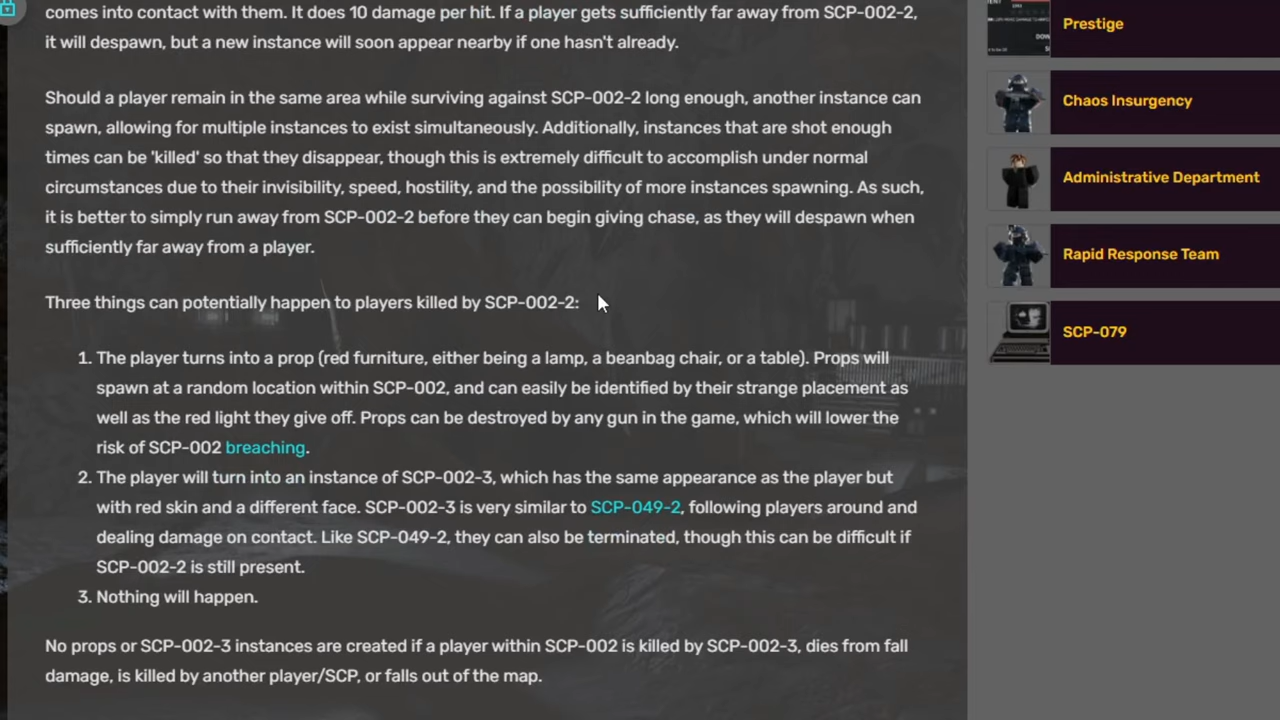 comes into contact with them. It does 10 damage per hit. If a player gets sufficiently far away from SCP-002-2,
it will despawn, but a new instance will soon appear nearby if one hasn't already.
Should a player remain in the same area while surviving against SCP-002-2 long enough, another instance can
spawn, allowing for multiple instances to exist simultaneously. Additionally, instances that are shot enough
times can be 'killed' so that they disappear, though this is extremely difficult to accomplish under normal
circumstances due to their invisibility, speed, hostility, and the possibility of more instances spawning. As such,
it is better to simply run away from SCP-002-2 before they can begin giving chase, as they will despawn when
sufficiently far away from a player.
Three things can potentially happen to players killed by SCP-002-2:
1. The player turns into a prop (red furniture, either being a lamp, a beanbag chair, or a table). Props will
spawn at a random location within SCP-002, and can easily be identified by their strange placement as
well as the red light they give off. Props can be destroyed by any gun in the game, which will lower the
risk of SCP-002 breaching.
2. The player will turn into an instance of SCP-002-3, which has the same appearance as the player but
with red skin and a different face. SCP-002-3 is very similar to SCP-049-2, following players around and
dealing damage on contact. Like SCP-049-2, they can also be terminated, though this can be difficult if
SCP-002-2 is still present.
3. Nothing will happen.
No props or SCP-002-3 instances are created if a player within SCP-002 is killed by SCP-002-3, dies from fall
damage, is killed by another player/SCP, or falls out of the map.
Prestige
Chaos Insurgency
Administrative Department
Rapid Response Team
SCP-079